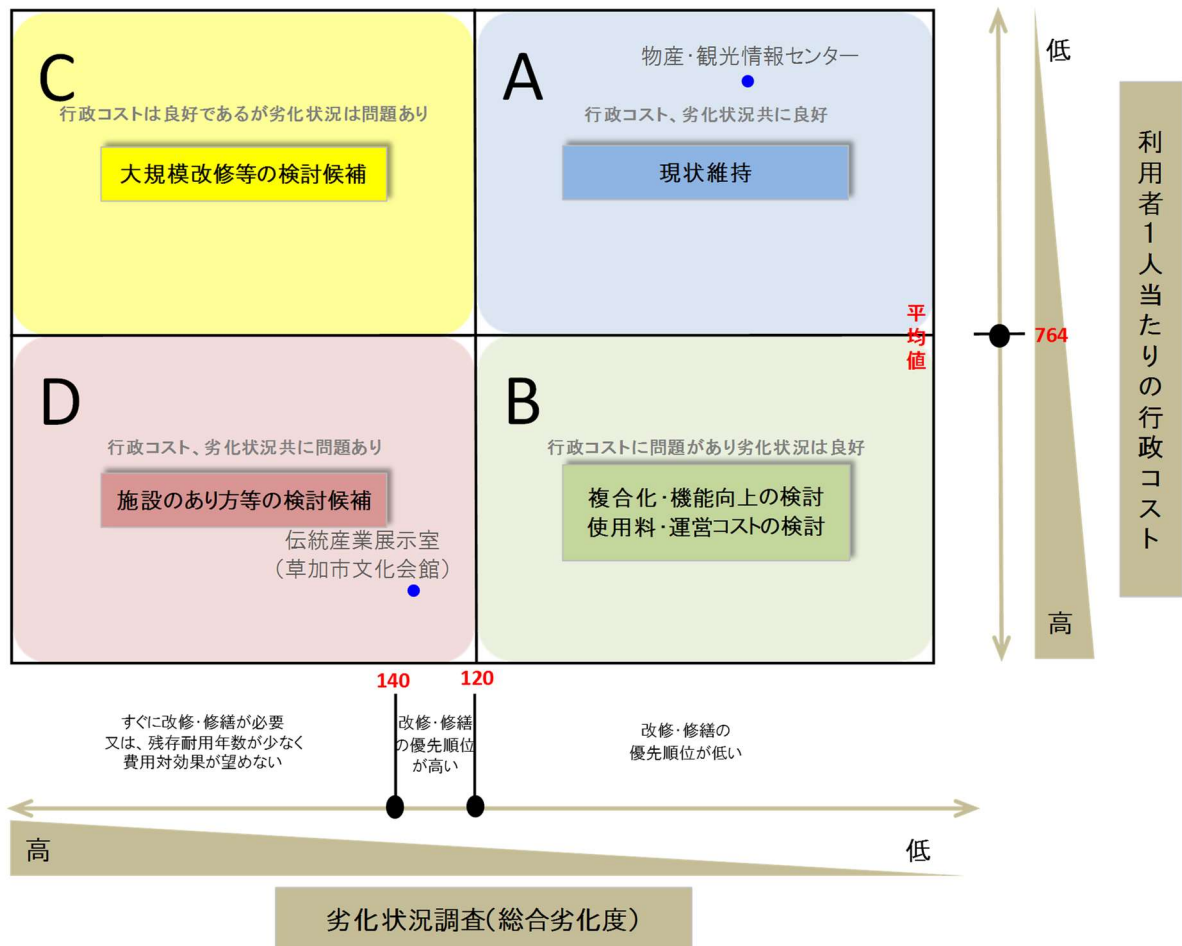 C
行政コストは良好であるが劣化状況は問題あり
大規模改修等の検討候補
A
物産・観光情報センター
行政コスト、劣化状況共に良好
現状維持
D
行政コスト、劣化状況共に問題あり
施設のあり方等の検討候補
伝統産業展示室
（草加市文化会館）
B
行政コストに問題があり劣化状況は良好
複合化・機能向上の検討
使用料・運営コストの検討
平均値
低
764
高
利用者１人当たりの行政コスト
140
120
すぐに改修・修繕が必要
又は、残存耐用年数が少なく
費用対効果が望めない
改修・修繕
の優先順位
が高い
改修・修繕の
優先順位が低い
高
低
劣化状況調査（総合劣化度）